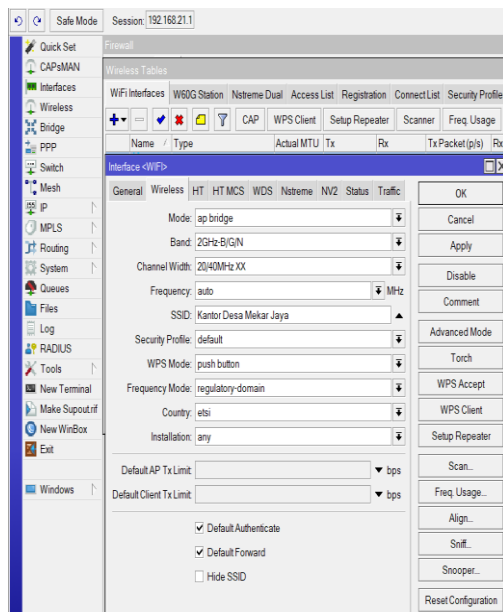 Safe Mode Session: 192.168.21.1
Quick Set
CAPsMAN
Interfaces
Wireless
Bridge
PPP
Switch
Mesh
IP
MPLS
Routing
System
Queues
Files
Log
RADIUS
Tools
New Terminal
Make Supout.rif
New WinBox
Exit
Windows
Firewall
Wireless Tables
WiFi Interfaces W60G Station Nstreme Dual Access List Registration Connect List Security Profile
CAP WPS Client Setup Repeater Scanner Freq. Usage
Name Type Actual MTU Tx Rx Tx Packet (p/s) Rx
Interface <WIFI>
General Wireless HT HT MCS WDS Nstreme NV2 Status Traffic
Mode: ap bridge
Band: 2GHz-B/G/N
Channel Width: 20/40MHz XX
Frequency: auto MHz
SSID: Kantor Desa Mekar Jaya
Security Profile: default
WPS Mode: push button
Frequency Mode: regulatory-domain
Country: etsi
Installation: any
Default AP Tx Limit: bps
Default Client Tx Limit: bps
Default Authenticate
Default Forward
Hide SSID
OK
Cancel
Apply
Disable
Comment
Advanced Mode
Torch
WPS Accept
WPS Client
Setup Repeater
Scan...
Freq. Usage...
Align...
Sniff...
Snooper...
Reset Configuration